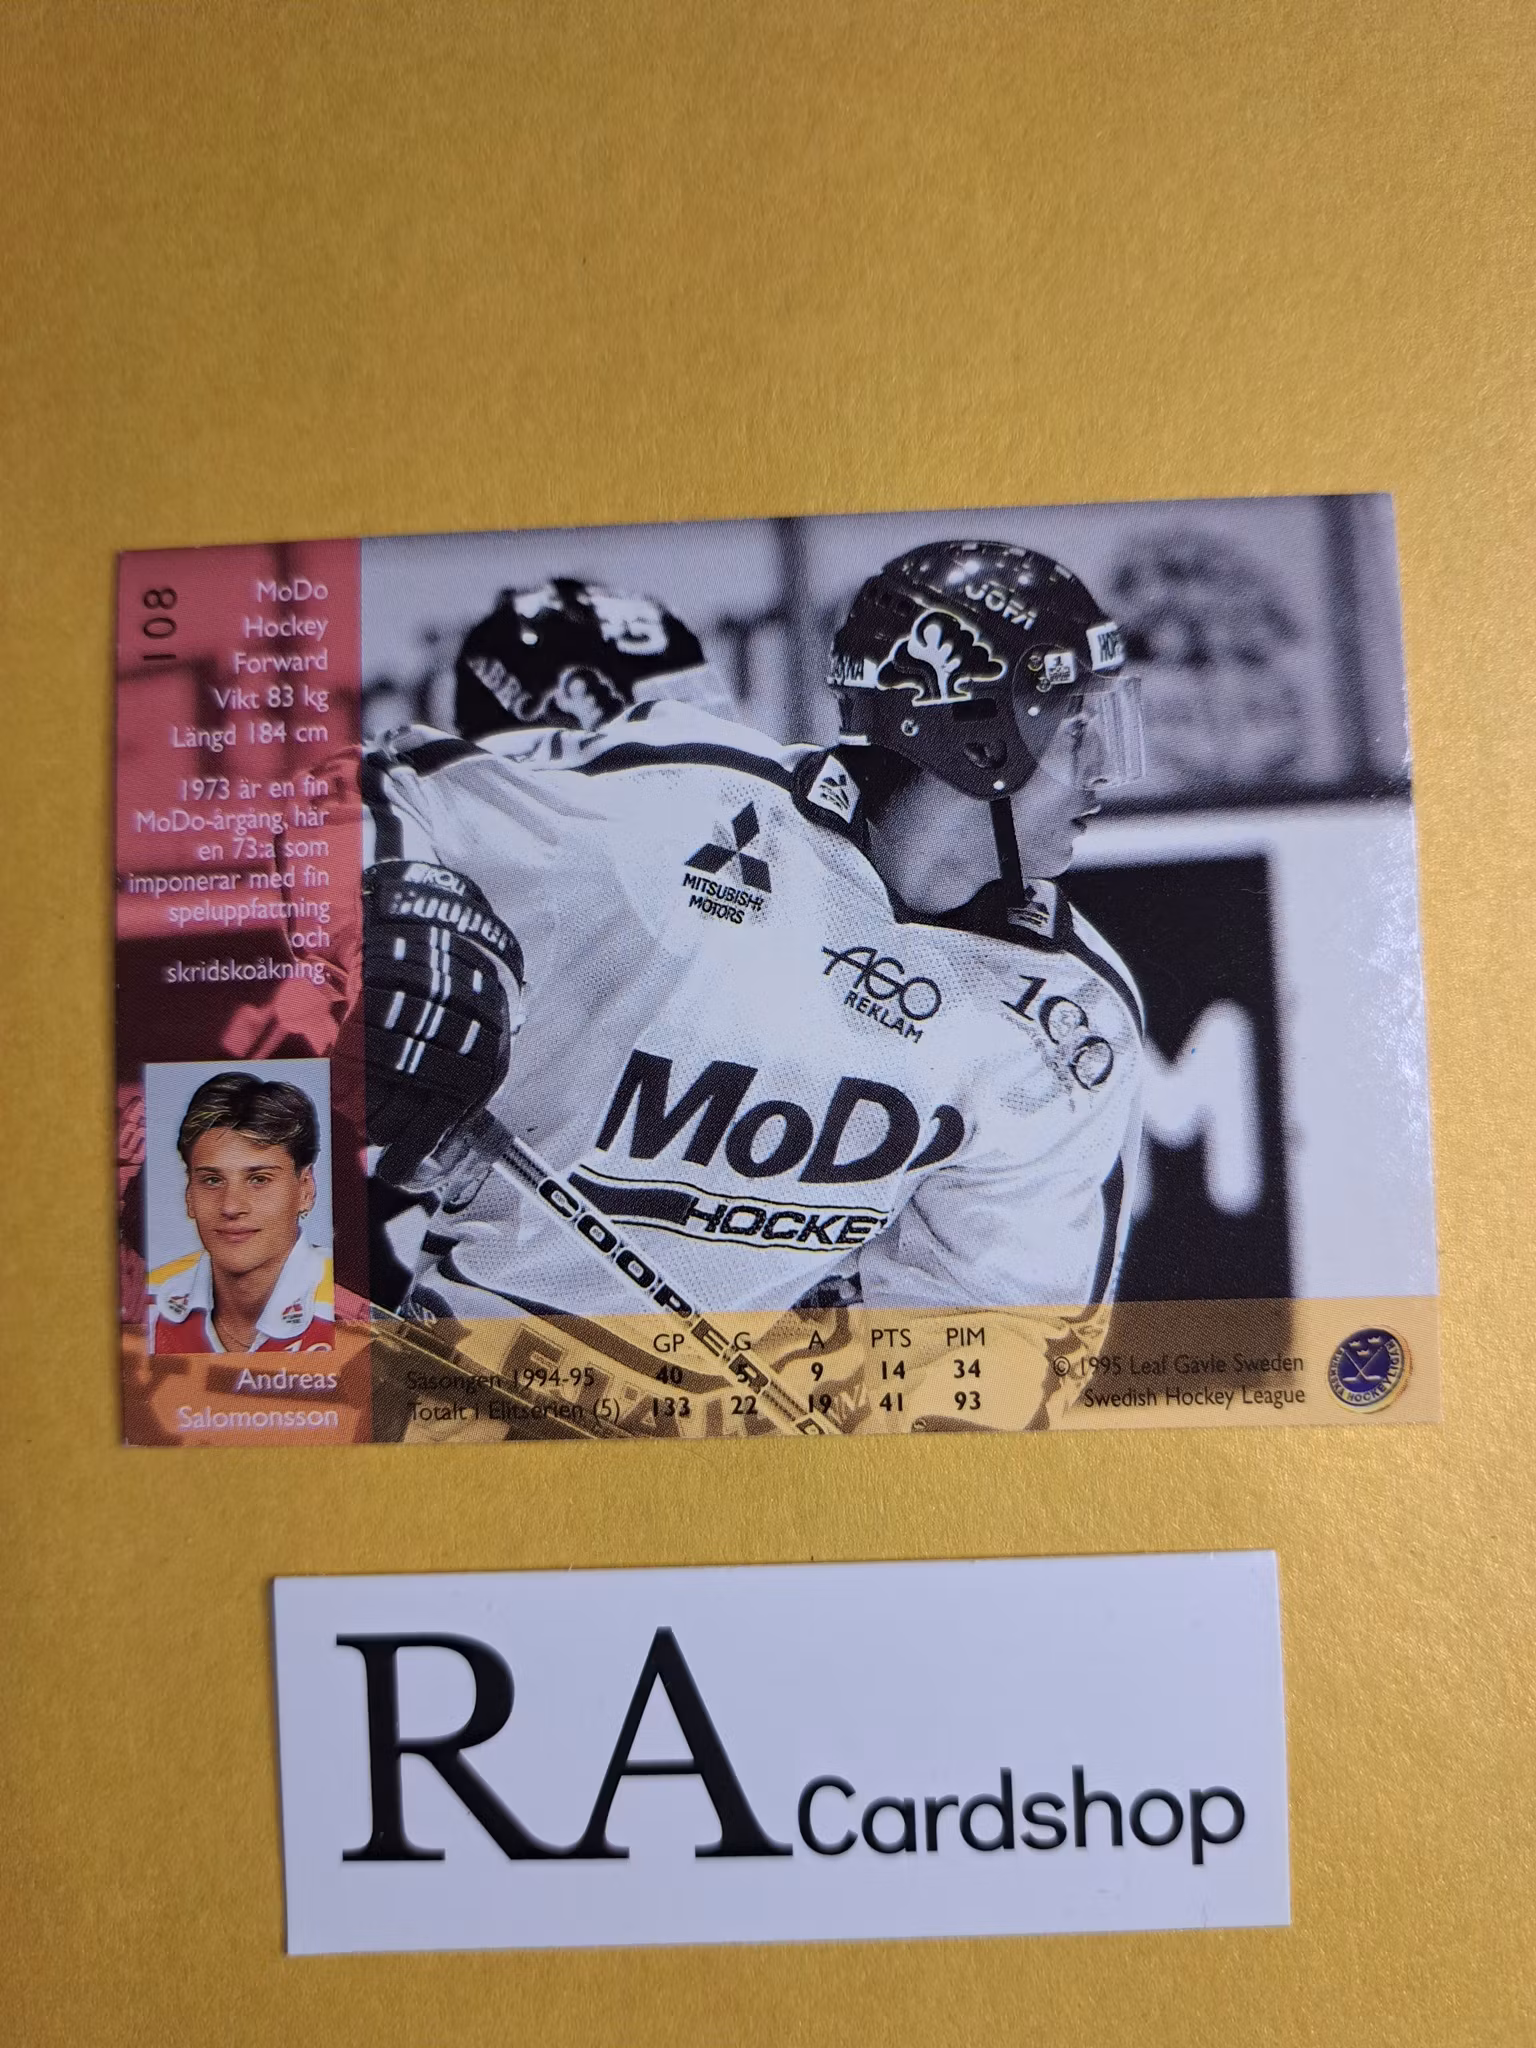 108
MoDo
Hockey
Forward
Vikt 83 kg
Längd 184 cm
1973 är en fin
MoDo-årgång, här
en 73:a som
imponerar med fin
speluppfattning
och
skridskoåkning.
Andreas
Salomonsson
JOFA
MITSUBISHI
MOTORS
AGO
REKLAM
100
MoDo
HOCKEY
COOPER
M
GP G A PTS PIM
Säsongen 1994-95 40 5 9 14 34
Totalt i Elitserien (5) 133 22 19 41 93
© 1995 Leaf Gävle Sweden
Swedish Hockey League
RA Cardshop